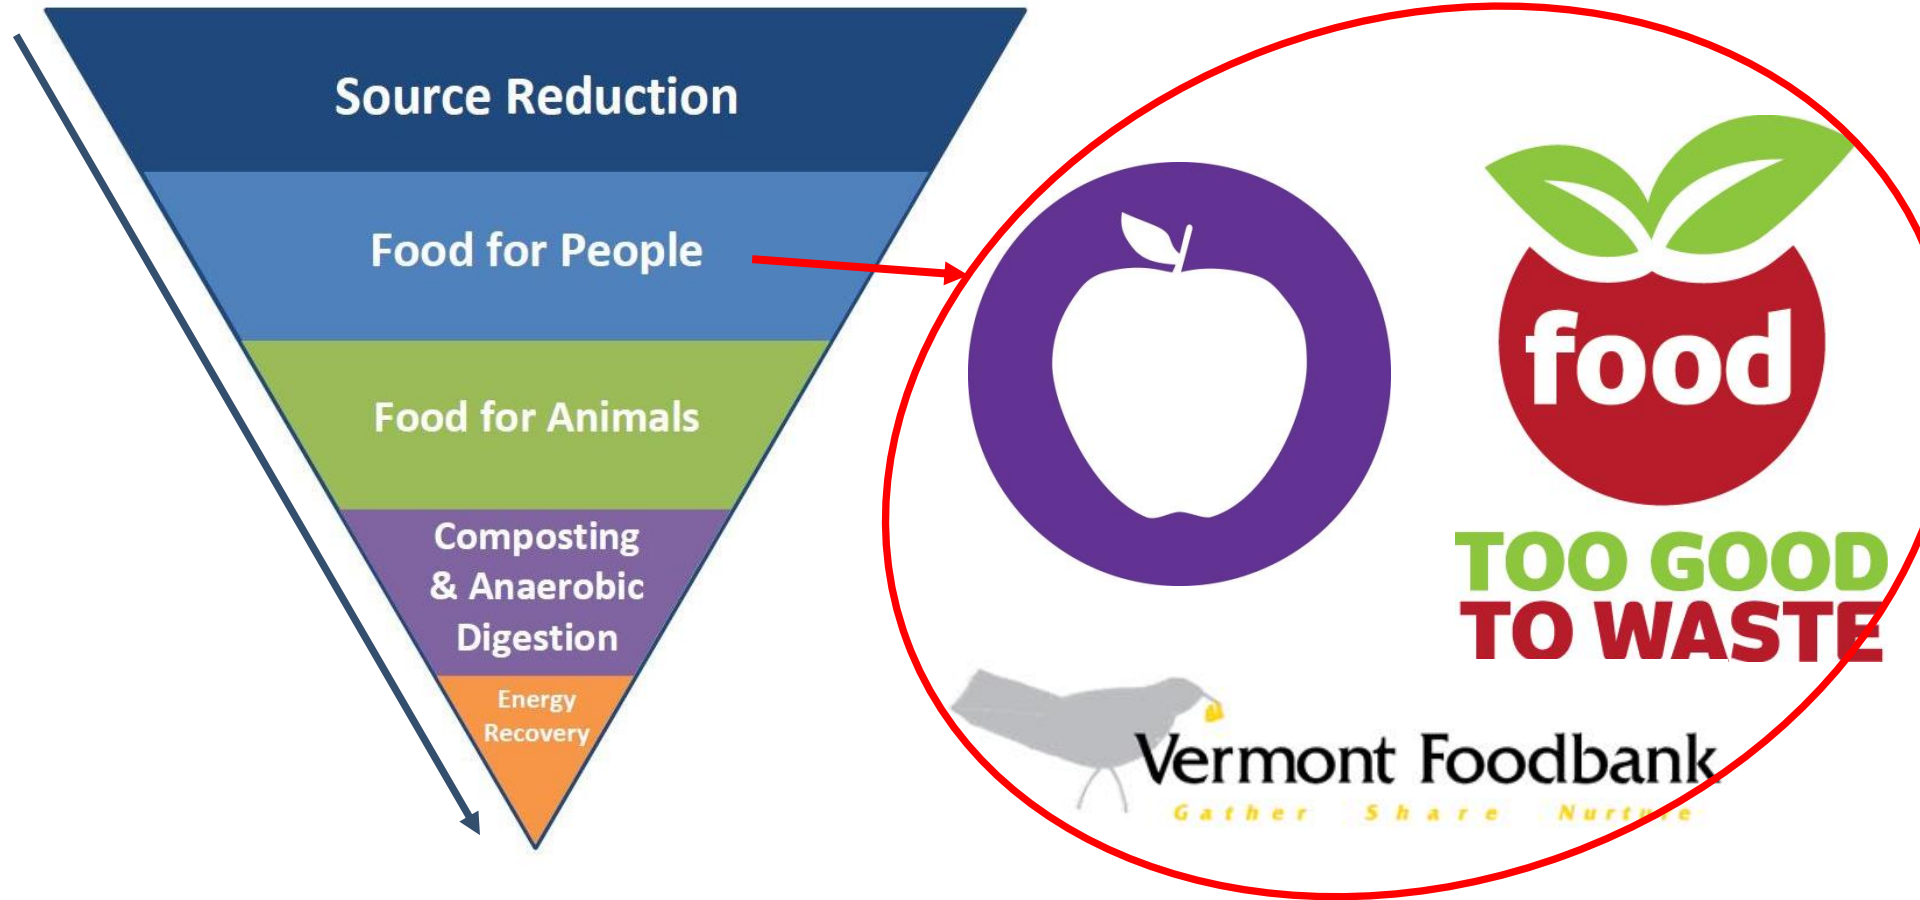 Source Reduction
Food for People
Food for Animals
Composting
& Anaerobic
Digestion
Energy
Recovery
food
TOO GOOD
TO WASTE
Vermont Foodbank
Gather Share Nurture